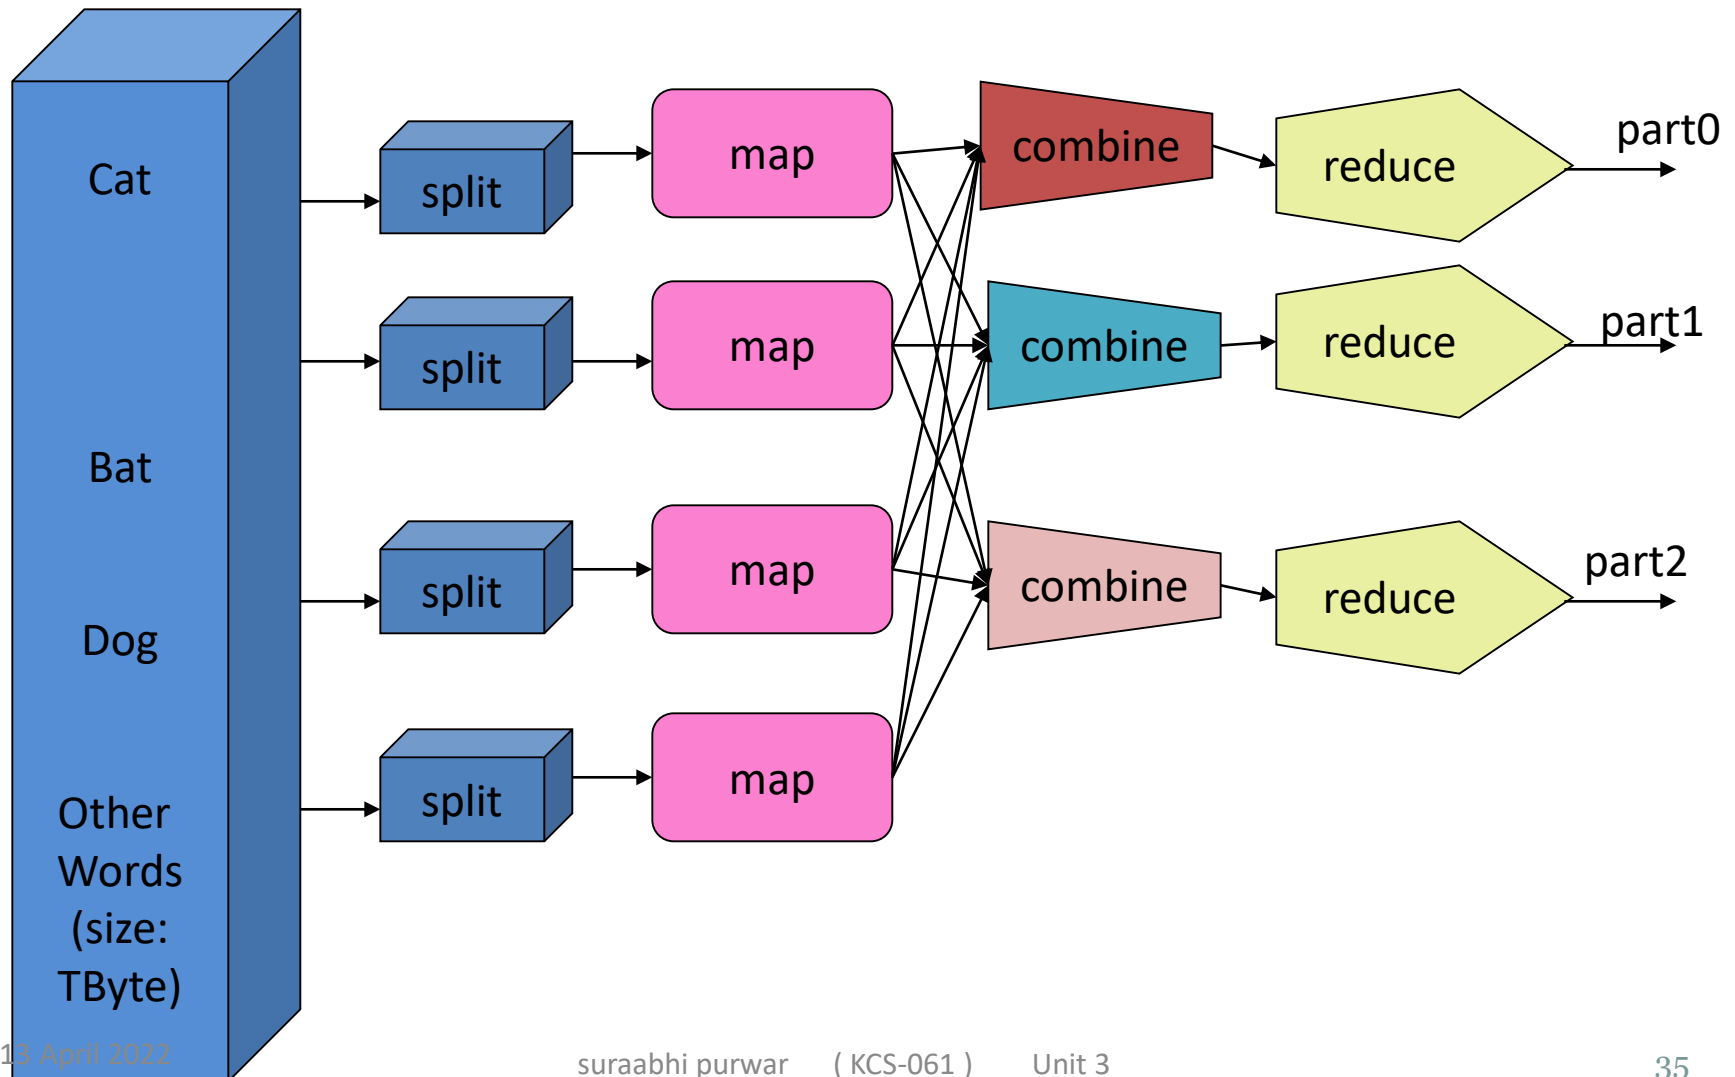 Cat
Bat
Dog
Other
Words
(size:
TByte)
split
split
split
split
map
map
map
map
combine
combine
combine
reduce
reduce
reduce
part0
part1
part2
13 April 2022
suraabhi purwar ( KCS-061 ) Unit 3
35